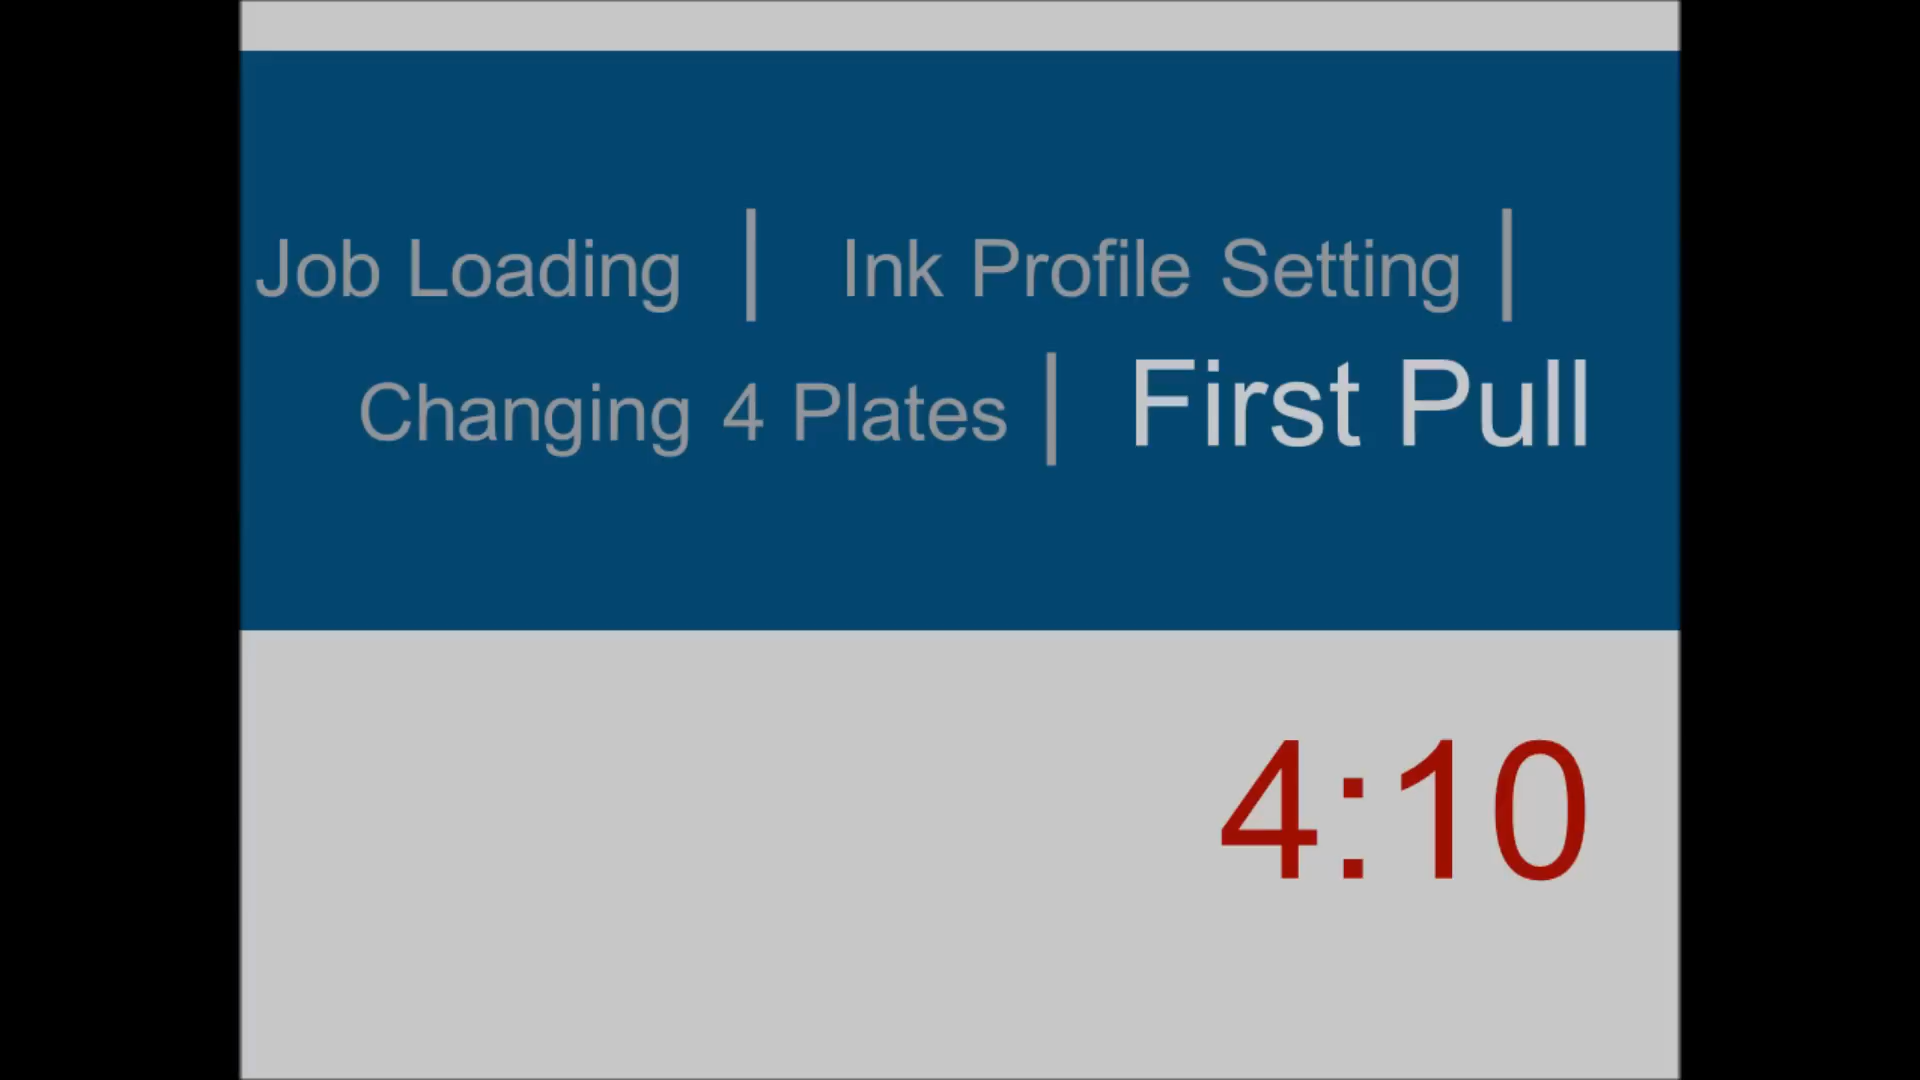 Job Loading | Ink Profile Setting |
Changing 4 Plates | First Pull
4:10